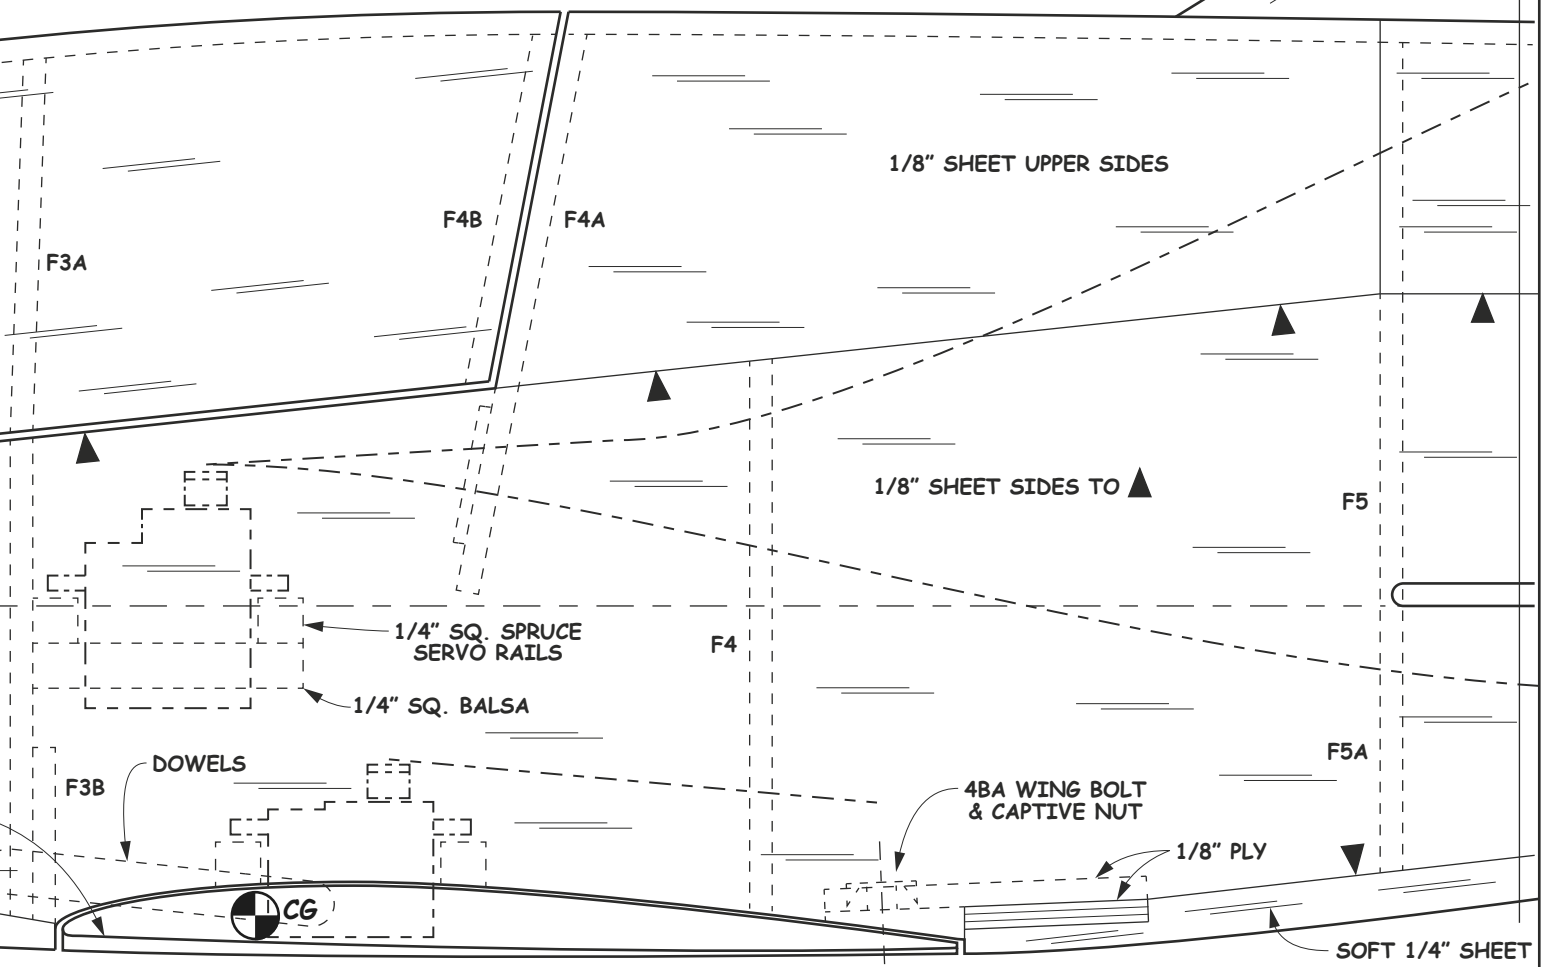 1/8” SHEET UPPER SIDES
F4B
F4A
F3A
1/8” SHEET SIDES TO
F5
1/4” SQ. SPRUCE
SERVO RAILS
F4
1/4” SQ. BALSA
F5A
DOWELS
F3B
4BA WING BOLT
& CAPTIVE NUT
1/8” PLY
CG
SOFT 1/4” SHEET